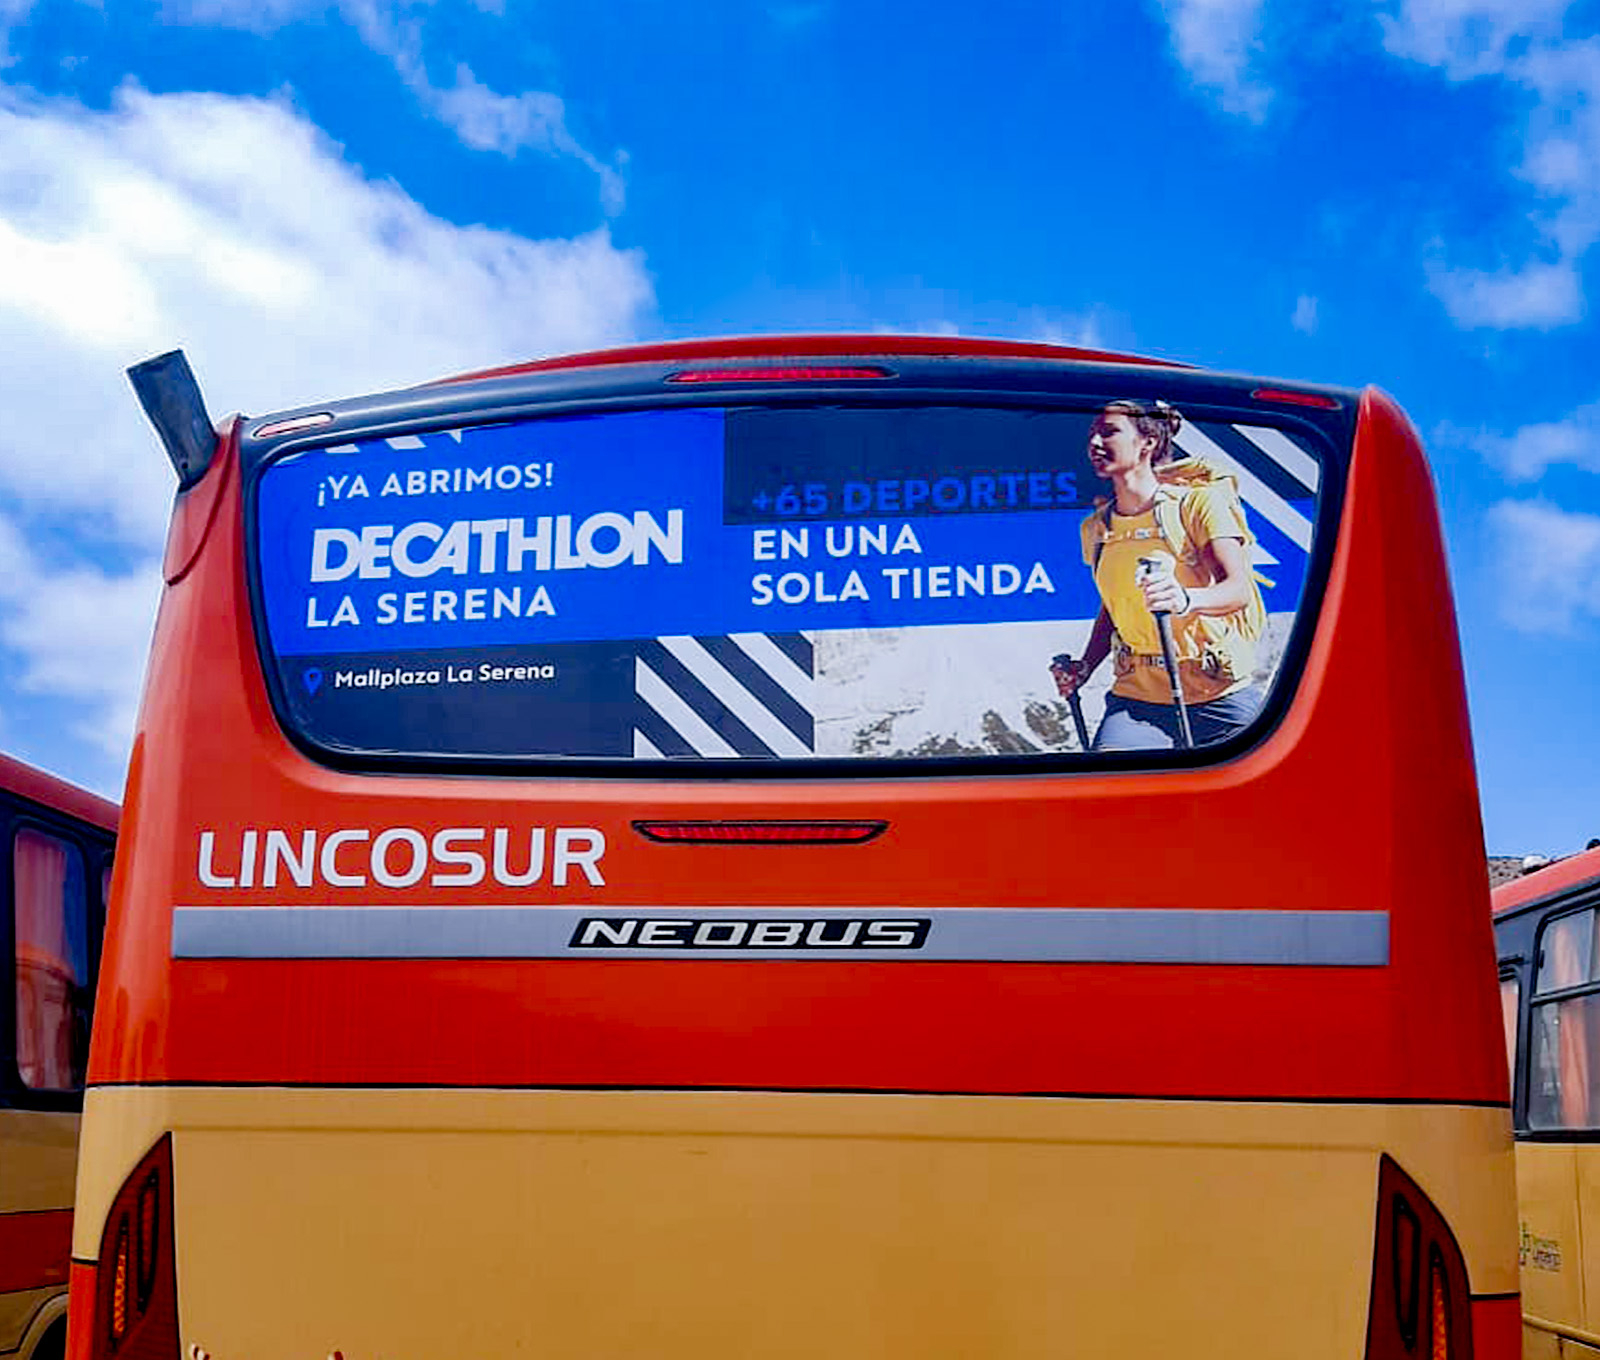 ¡YA ABRIMOS!
DECATHLON
LA SERENA
Mallplaza La Serena
+65 DEPORTES
EN UNA
SOLA TIENDA
LINCOSUR
NEOBUS